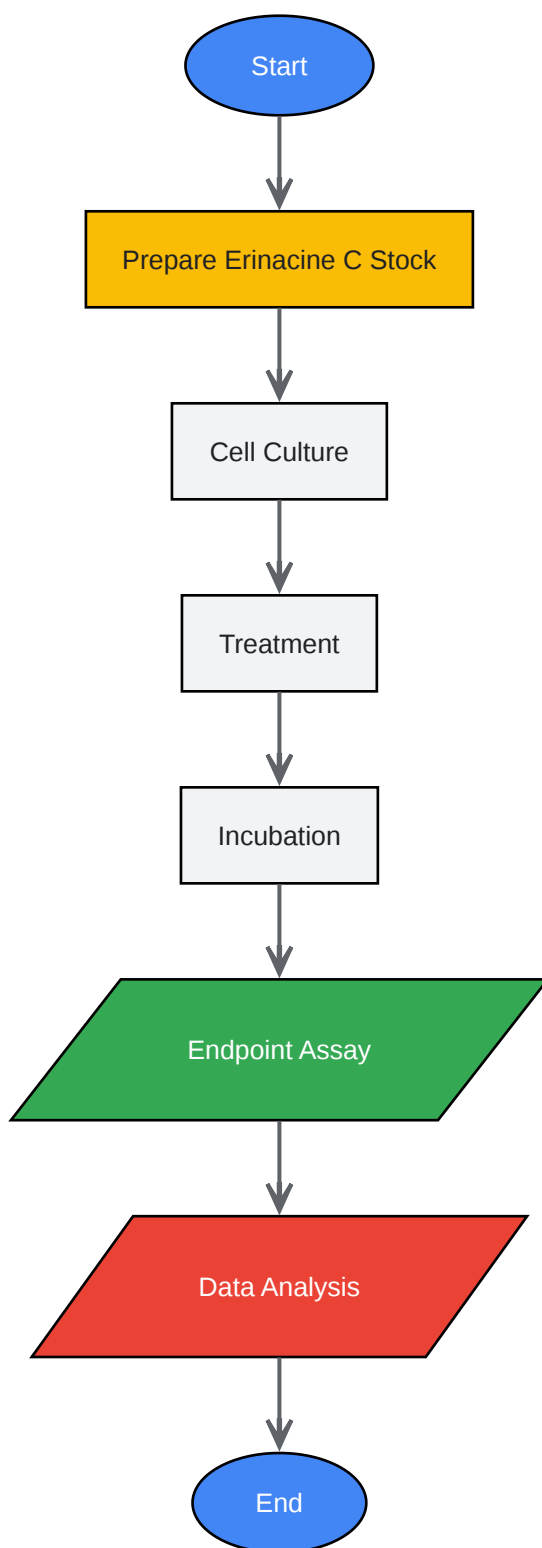 Start
Prepare Erinacine C Stock
Cell Culture
Treatment
Incubation
Endpoint Assay
Data Analysis
End